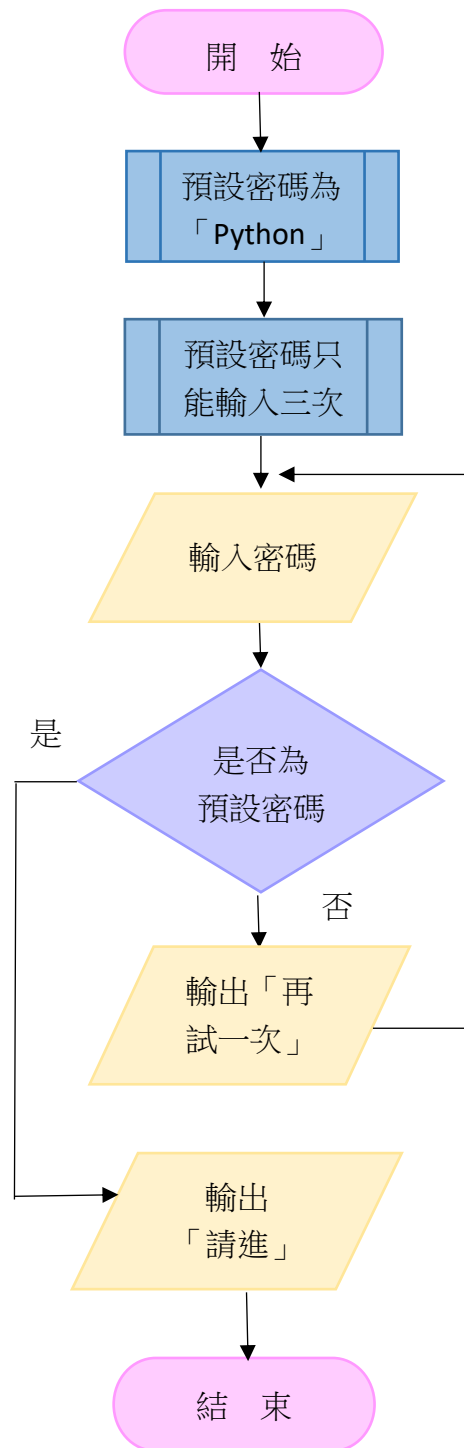 開 始
預設密碼為
「Python」
預設密碼只
能輸入三次
輸入密碼
是
是否為
預設密碼
否
輸出「再
試一次」
輸出
「請進」
結 束